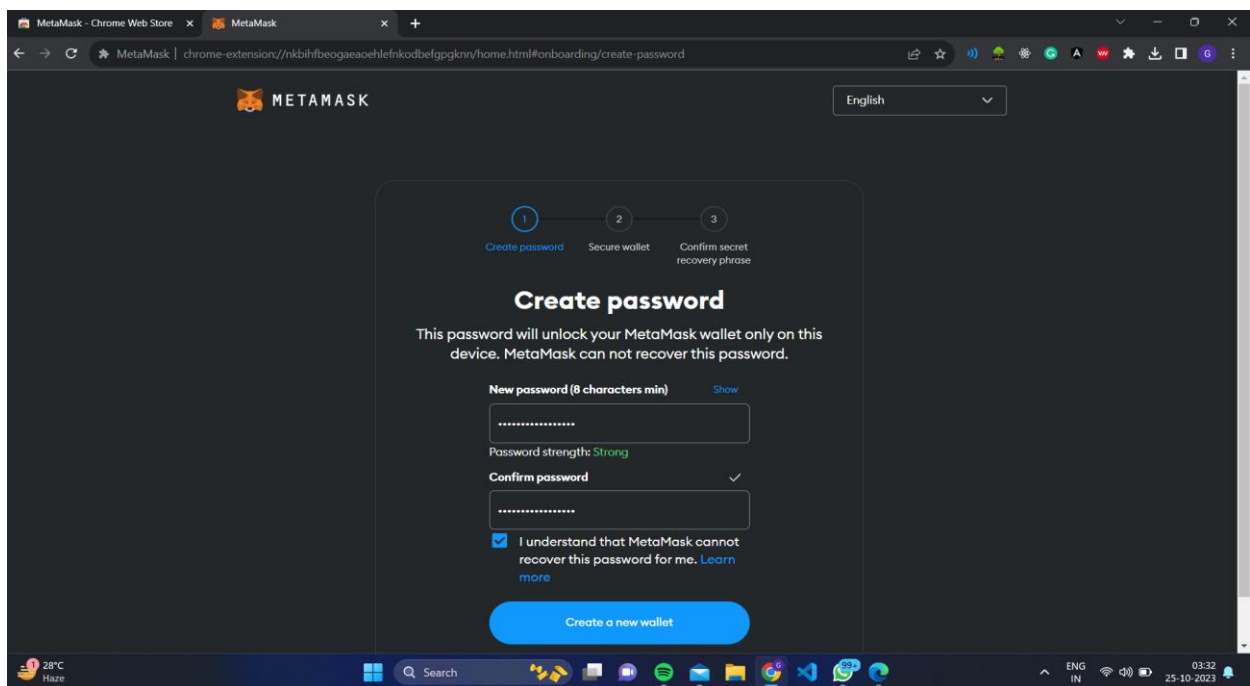 MetaMask - Chrome Web Store
MetaMask
MetaMask | chrome-extension://nkbihfbeogaeaoehlefnkodbefgpgknn/home.html#onboarding/create-password
G
A
VW
G
METAMASK
English
1
2
3
Create password
Secure wallet
Confirm secret
recovery phrase
Create password
This password will unlock your MetaMask wallet only on this
device. MetaMask can not recover this password.
New password (8 characters min)
Show
•••••••••••••••••
Password strength: Strong
Confirm password
•••••••••••••••••
I understand that MetaMask cannot
recover this password for me. Learn
more
Create a new wallet
1
28°C
Haze
Search
G
99+
ENG
IN
03:32
25-10-2023